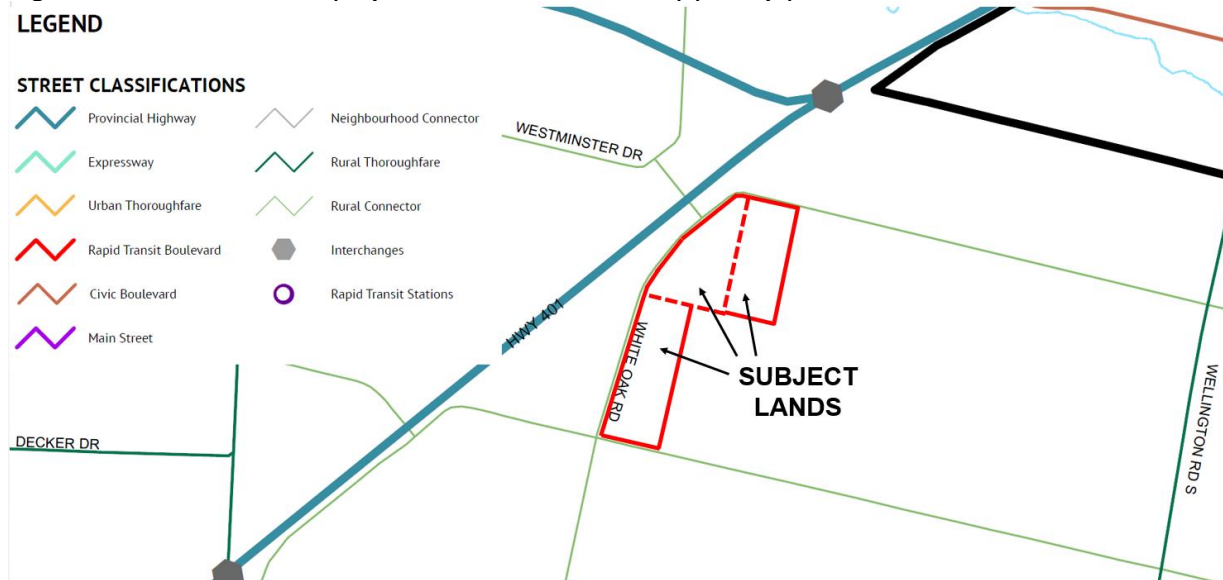 LEGEND
STREET CLASSIFICATIONS
Provincial Highway
Expressway
Urban Thoroughfare
Rapid Transit Boulevard
Civic Boulevard
Main Street
Neighbourhood Connector
Rural Thoroughfare
Rural Connector
Interchanges
Rapid Transit Stations
WESTMINSTER DR
HWY 401
WHITE OAK RD
SUBJECT
LANDS
WELLINGTON RD S
DECKER DR